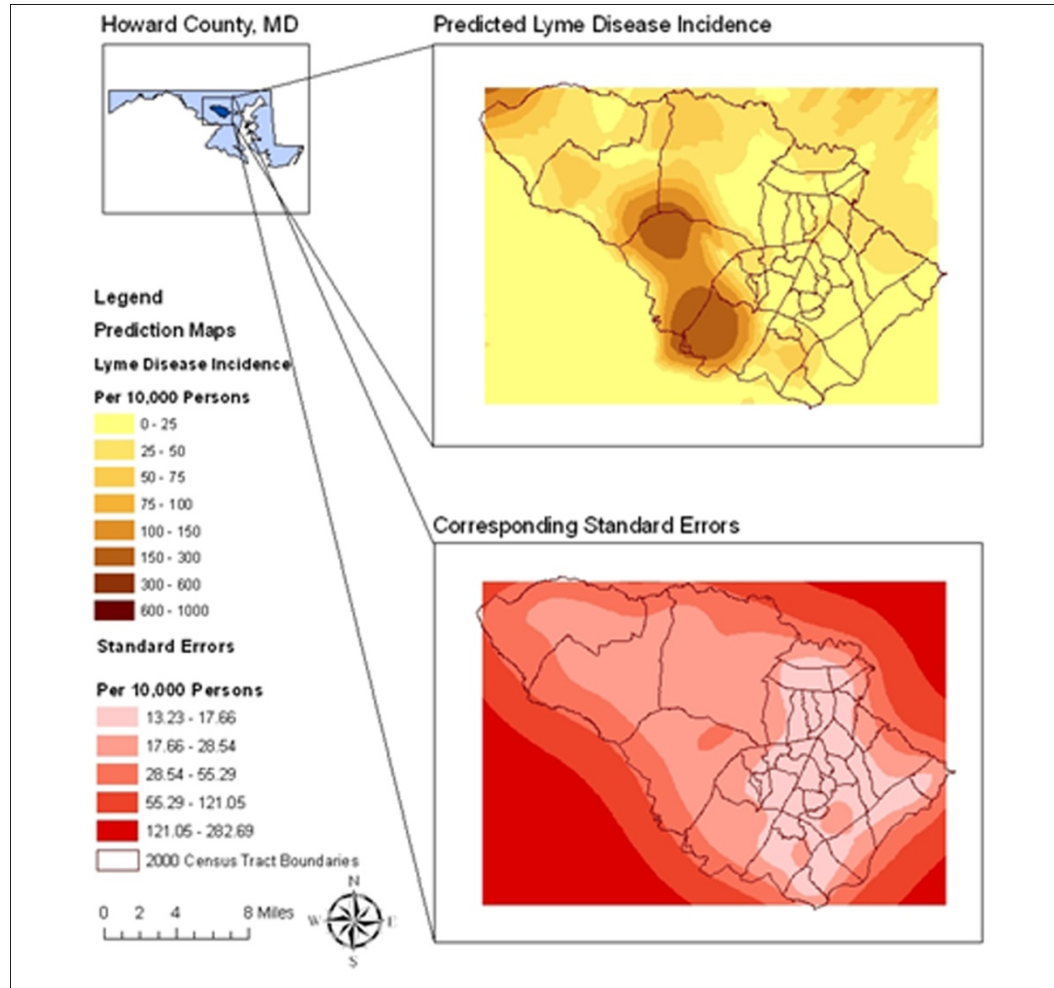 Howard County, MD
Predicted Lyme Disease Incidence
Legend
Prediction Maps
Lyme Disease Incidence
Per 10,000 Persons
0 - 25
25 - 50
50 - 75
75 - 100
100 - 150
150 - 300
300 - 600
600 - 1000
Standard Errors
Per 10,000 Persons
13.23 - 17.66
17.66 - 28.54
28.54 - 55.29
55.29 - 121.05
121.05 - 282.69
2000 Census Tract Boundaries
0 2 4 8 Miles
N
W E
S
Corresponding Standard Errors